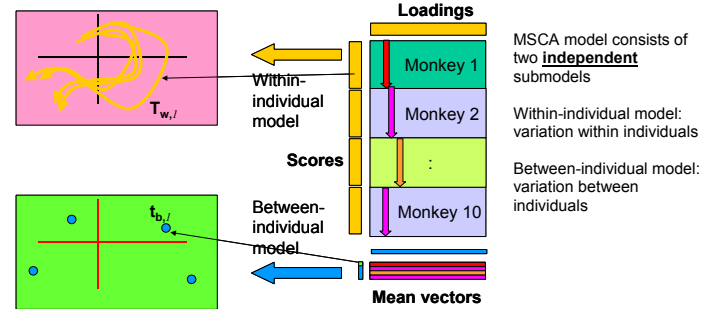 Loadings
MSCA model consists of
two independent
submodels
Within-individual model:
variation within individuals
Between-individual model:
variation between
individuals
Monkey 1
Monkey 2
:
Monkey 10
Within-
individual
model
Scores
Between-
individual
model
Mean vectors
T_w,I
t_b,I